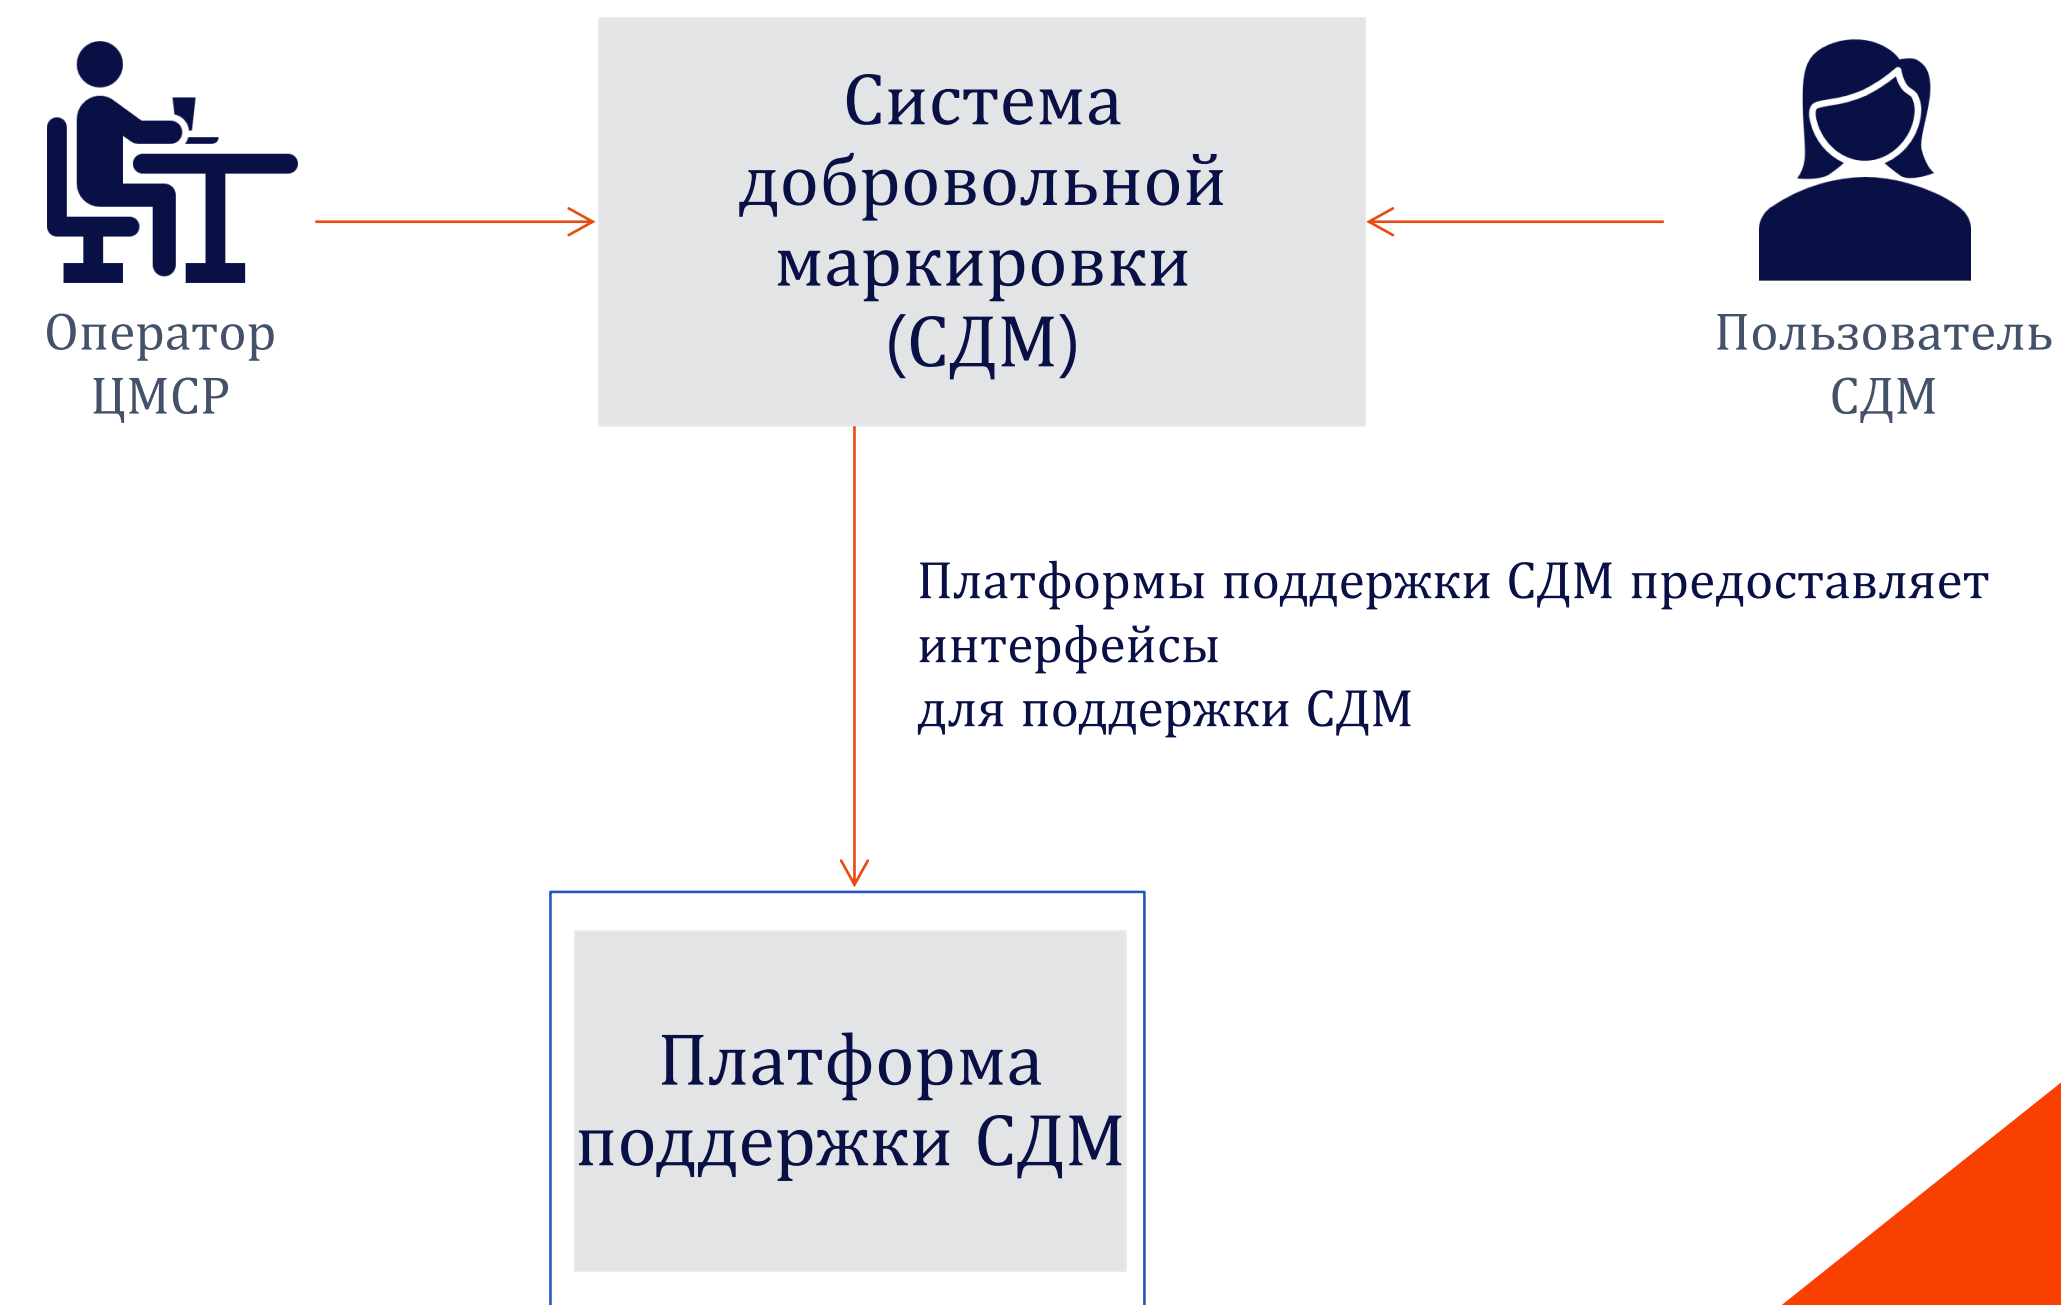 Система
добровольной
маркировки
(СДМ)
Оператор
ЦМСР
Пользователь
СДМ
Платформы поддержки СДМ предоставляет
интерфейсы
для поддержки СДМ
Платформа
поддержки СДМ